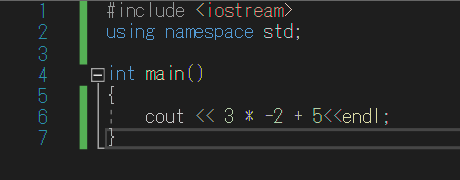 1 #include <iostream>
2 using namespace std;
3
4 int main()
5 {
6 cout << 3 * -2 + 5<<endl;
7 }